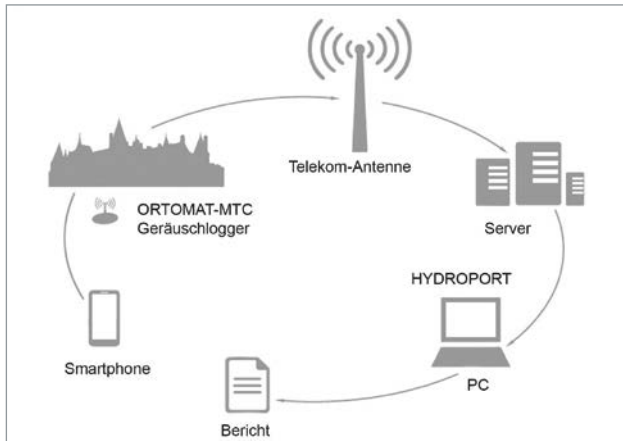 Telekom-Antenne
ORTOMAT-MTC
Geräuschlogger
Server
HYDROPORT
PC
Smartphone
Bericht